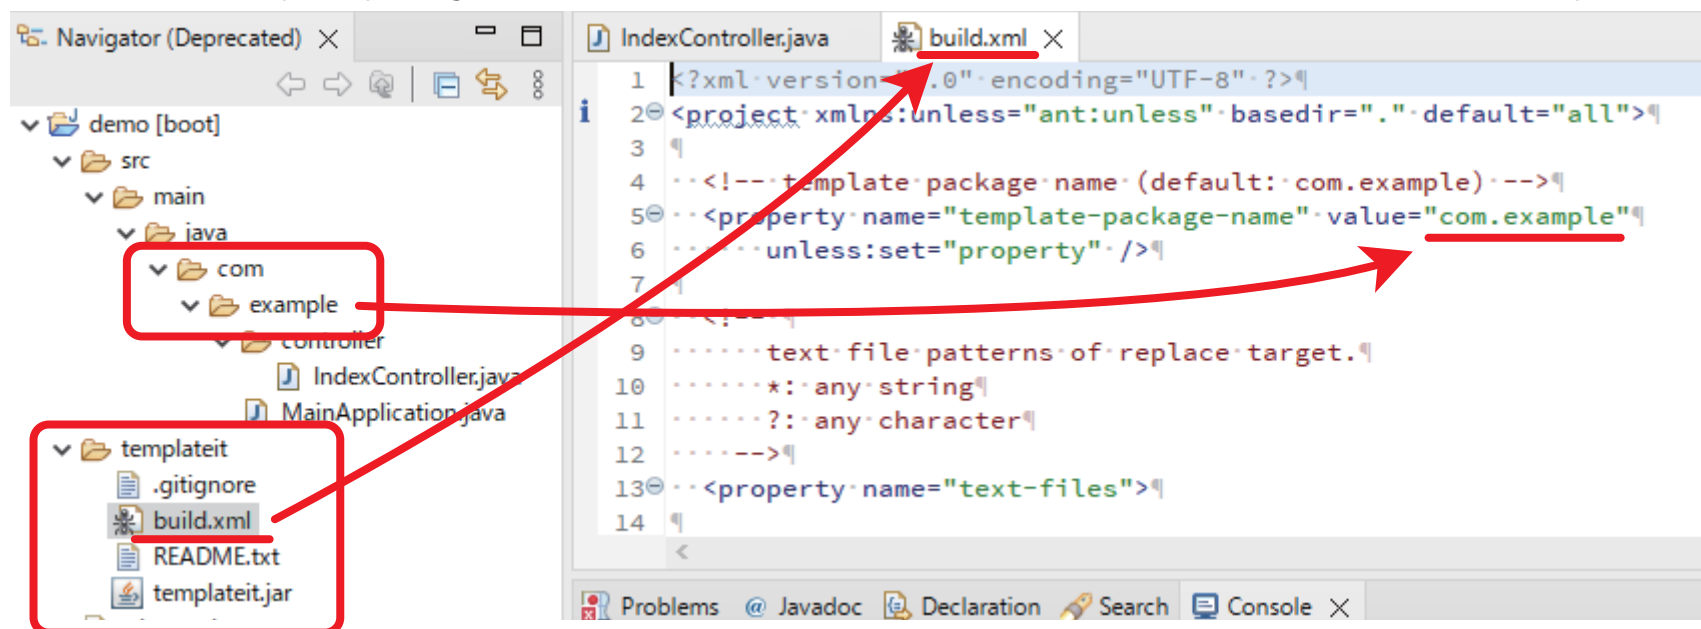 Navigator (Deprecated)
demo [boot]
src
main
java
com
example
controller
IndexController.java
MainApplication.java
templateit
.gitignore
build.xml
README.txt
templateit.jar
IndexController.java build.xml
1 <?xml version="1.0" encoding="UTF-8" ?>
2 <project xmlns:unless="ant:unless" basedir="." default="all">
3
4 <!-- template package name (default: com.example) -->
5 <property name="template-package-name" value="com.example"
6 unless:set="property" />
7
8 <!--
9 text file patterns of replace target.
10 *: any string
11 ?: any character
12 -->
13 <property name="text-files">
14
Problems @ Javadoc Declaration Search Console